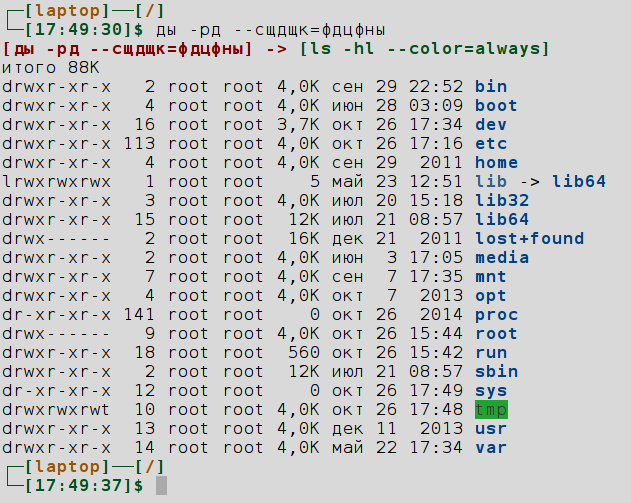 ┌─[laptop]──[/]
└─[17:49:30]$ ды -рд --сщдщк=фдцфны
[ды -рд --сщдщк=фдцфны] -> [ls -hl --color=always]
итого 88K
drwxr-xr-x   2 root root 4,0K сен 29 22:52 bin
drwxr-xr-x   4 root root 4,0K июн 28 03:09 boot
drwxr-xr-x  16 root root 3,7K окт 26 17:34 dev
drwxr-xr-x 113 root root 4,0K окт 26 17:16 etc
drwxr-xr-x   4 root root 4,0K сен 29  2011 home
lrwxrwxrwx   1 root root    5 май 23 12:51 lib -> lib64
drwxr-xr-x   3 root root 4,0K июл 20 15:18 lib32
drwxr-xr-x  15 root root  12K июл 21 08:57 lib64
drwx------   2 root root  16K дек 21  2011 lost+found
drwxr-xr-x   2 root root 4,0K июн  3 17:05 media
drwxr-xr-x   7 root root 4,0K сен  7 17:35 mnt
drwxr-xr-x   4 root root 4,0K окт  7  2013 opt
dr-xr-xr-x 141 root root    0 окт 26  2014 proc
drwx------   9 root root 4,0K окт 26 15:44 root
drwxr-xr-x  18 root root  560 окт 26 15:42 run
drwxr-xr-x   2 root root  12K июл 21 08:57 sbin
dr-xr-xr-x  12 root root    0 окт 26 17:49 sys
drwxrwxrwt  10 root root 4,0K окт 26 17:48 tmp
drwxr-xr-x  13 root root 4,0K дек 11  2013 usr
drwxr-xr-x  14 root root 4,0K май 22 17:34 var
┌─[laptop]──[/]
└─[17:49:37]$